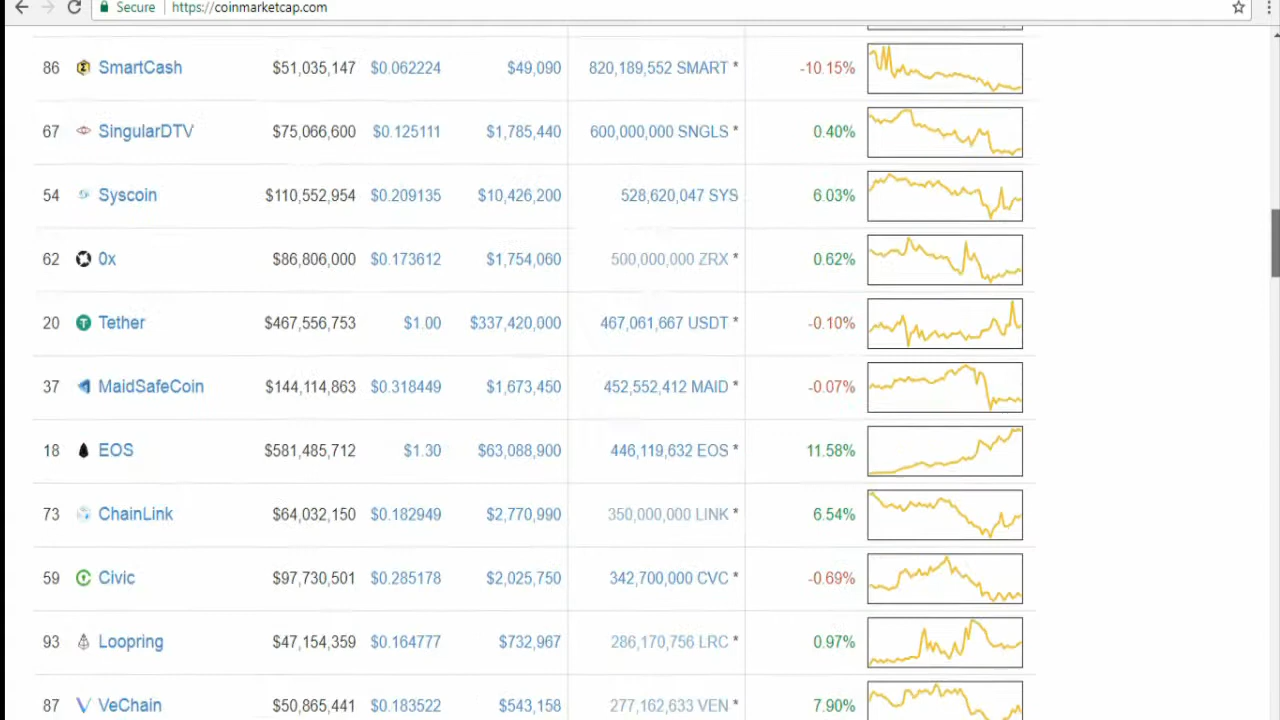 Secure https://coinmarketcap.com
86 SmartCash $51,035,147 $0.062224 $49,090 820,189,552 SMART * -10.15%
67 SingularDTV $75,066,600 $0.125111 $1,785,440 600,000,000 SNGLS * 0.40%
54 Syscoin $110,552,954 $0.209135 $10,426,200 528,620,047 SYS 6.03%
62 0x $86,806,000 $0.173612 $1,754,060 500,000,000 ZRX * 0.62%
20 Tether $467,556,753 $1.00 $337,420,000 467,061,667 USDT * -0.10%
37 MaidSafeCoin $144,114,863 $0.318449 $1,673,450 452,552,412 MAID * -0.07%
18 EOS $581,485,712 $1.30 $63,088,900 446,119,632 EOS * 11.58%
73 ChainLink $64,032,150 $0.182949 $2,770,990 350,000,000 LINK * 6.54%
59 Civic $97,730,501 $0.285178 $2,025,750 342,700,000 CVC * -0.69%
93 Loopring $47,154,359 $0.164777 $732,967 286,170,756 LRC * 0.97%
87 VeChain $50,865,441 $0.183522 $543,158 277,162,633 VEN * 7.90%